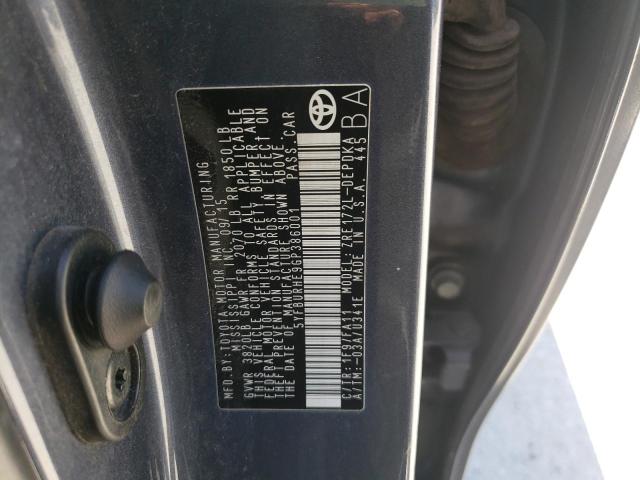 MFD.BY:TOYOTA MOTOR MANUFACTURING
MISSISSIPPI INC 09/15
GVWR 3820LB GAWR FR 2070 LB RR 1850LB
THIS VEHICLE CONFORMS TO ALL APPLICABLE
FEDERAL MOTOR VEHICLE SAFETY BUMPER AND
THEFT PREVENTION STANDARDS IN EFFECT ON
THE DATE OF MANUFACTURE SHOWN ABOVE.
5YFBURHE9GP386001 PASS.CAR
C/TR:1F9/FA11 MODEL:ZRE172L-DEPDKA
A/TM:-03A/U341E MADE IN U.S.A. 445
BA